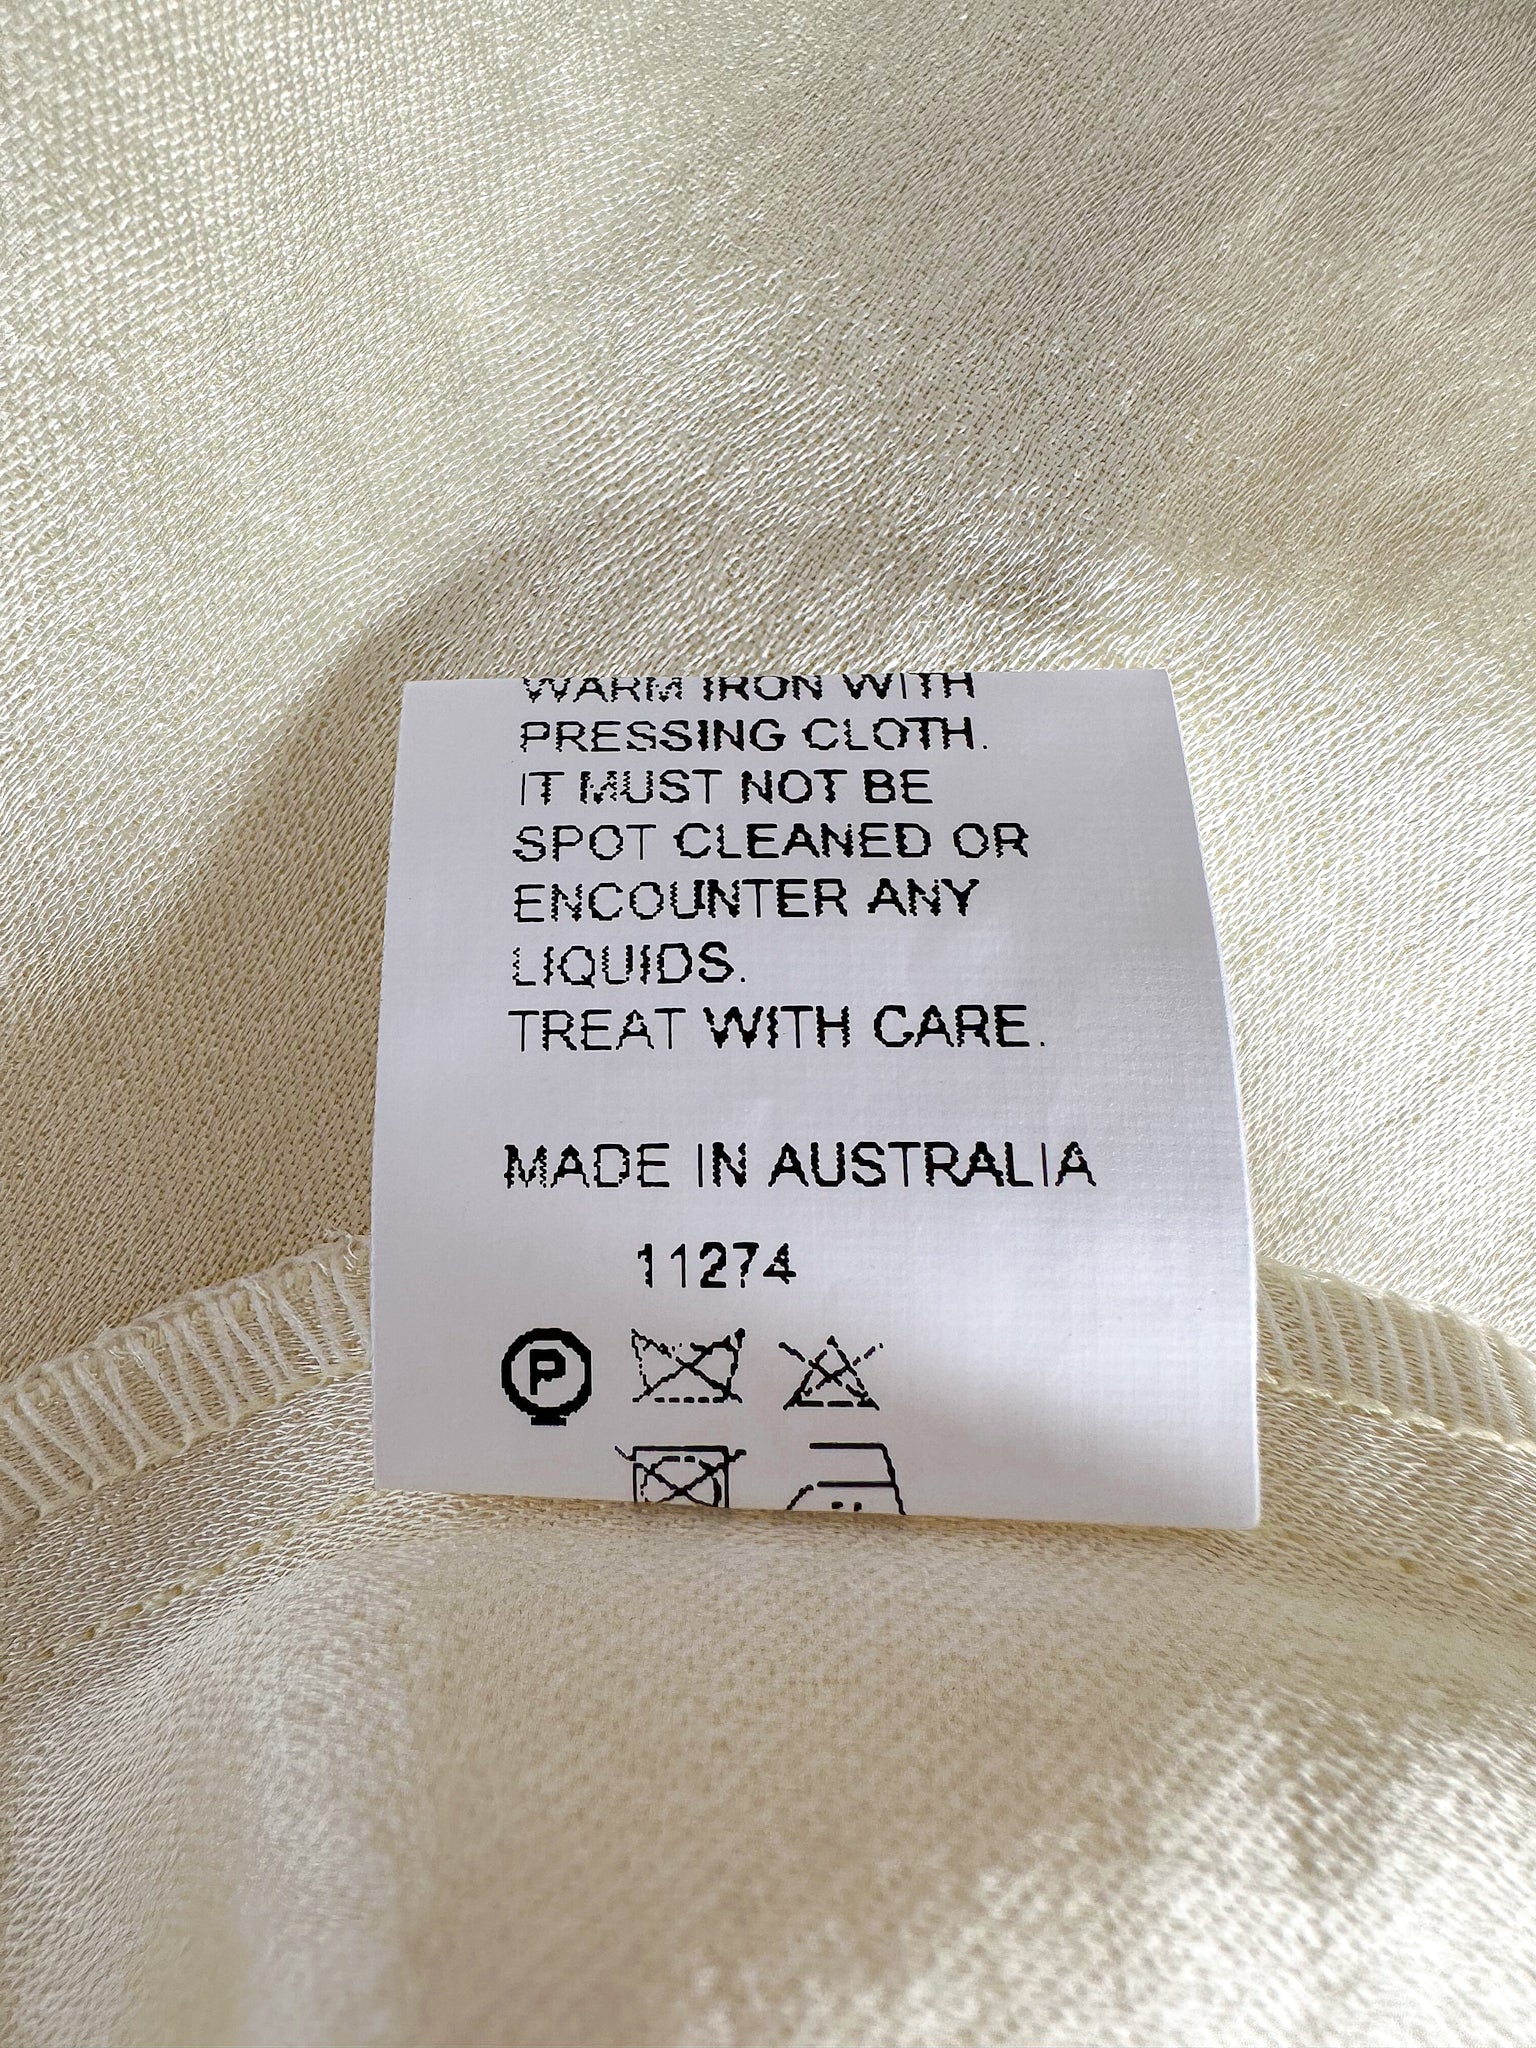 WARM IRON WITH
PRESSING CLOTH.
IT MUST NOT BE
SPOT CLEANED OR
ENCOUNTER ANY
LIQUIDS.
TREAT WITH CARE.
MADE IN AUSTRALIA
11274
P